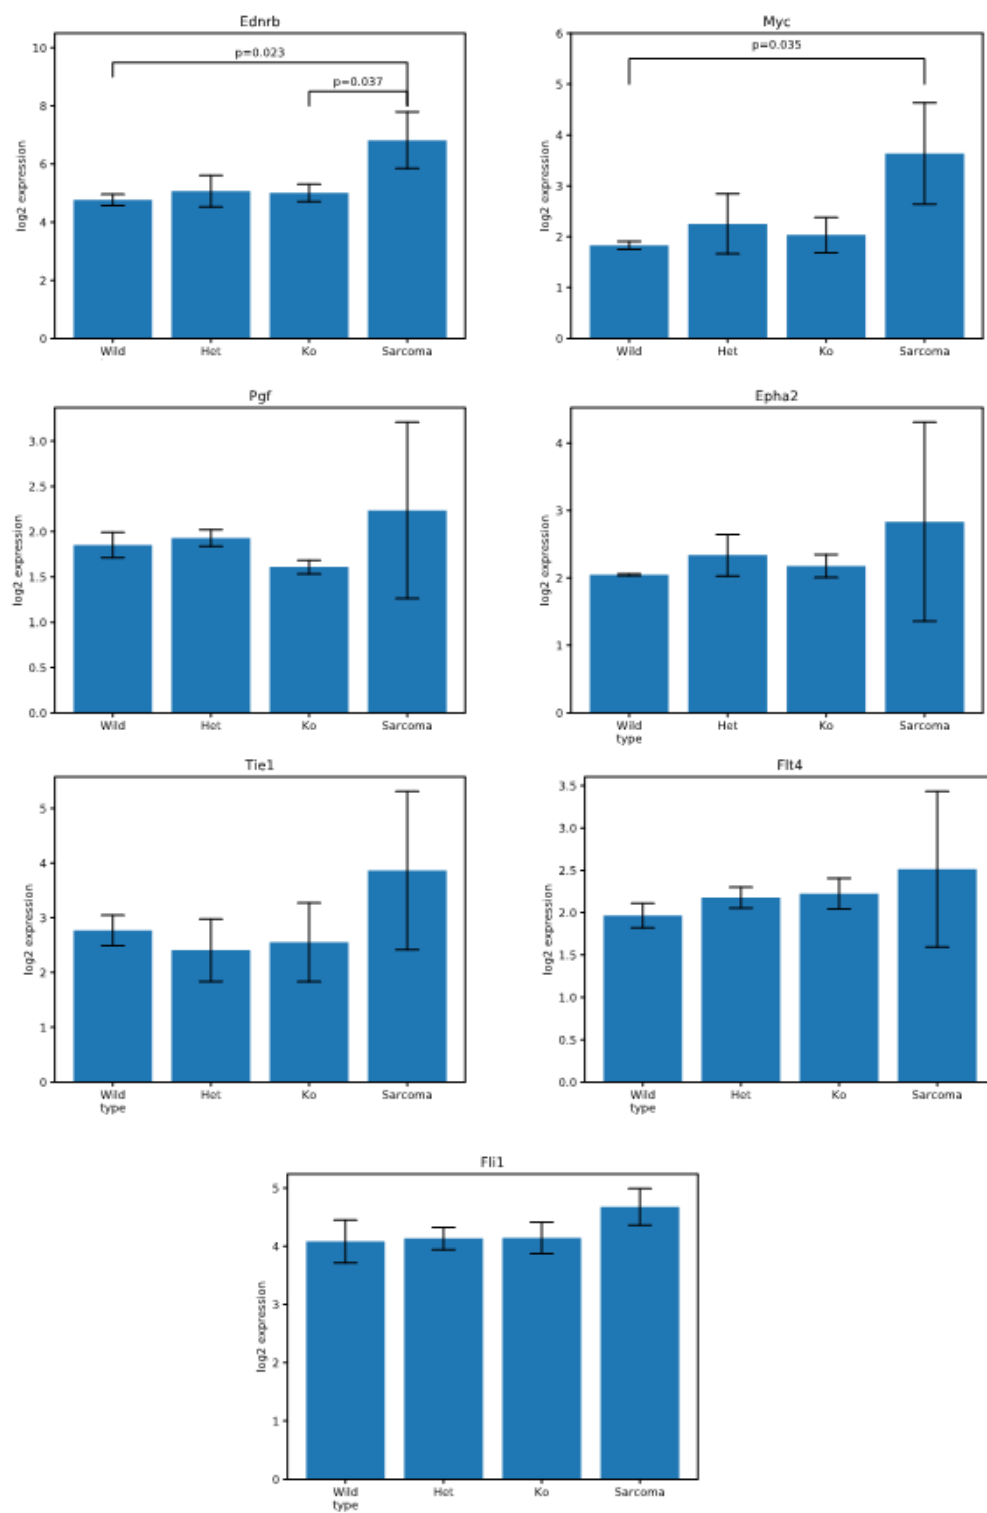 Ednrb
10
8
6
4
2
0
log2 expression
p=0.023
p=0.037
Wild
Het
Ko
Sarcoma
Myc
6
5
4
3
2
1
0
log2 expression
p=0.035
Wild
Het
Ko
Sarcoma
Pgf
3.0
2.5
2.0
1.5
1.0
0.5
0.0
log2 expression
Wild
Het
Ko
Sarcoma
Epha2
4
3
2
1
0
log2 expression
Wild
type
Het
Ko
Sarcoma
Tie1
5
4
3
2
1
0
log2 expression
Wild
type
Het
Ko
Sarcoma
Flt4
3.5
3.0
2.5
2.0
1.5
1.0
0.5
0.0
log2 expression
Wild
type
Het
Ko
Sarcoma
Fli1
5
4
3
2
1
0
log2 expression
Wild
type
Het
Ko
Sarcoma